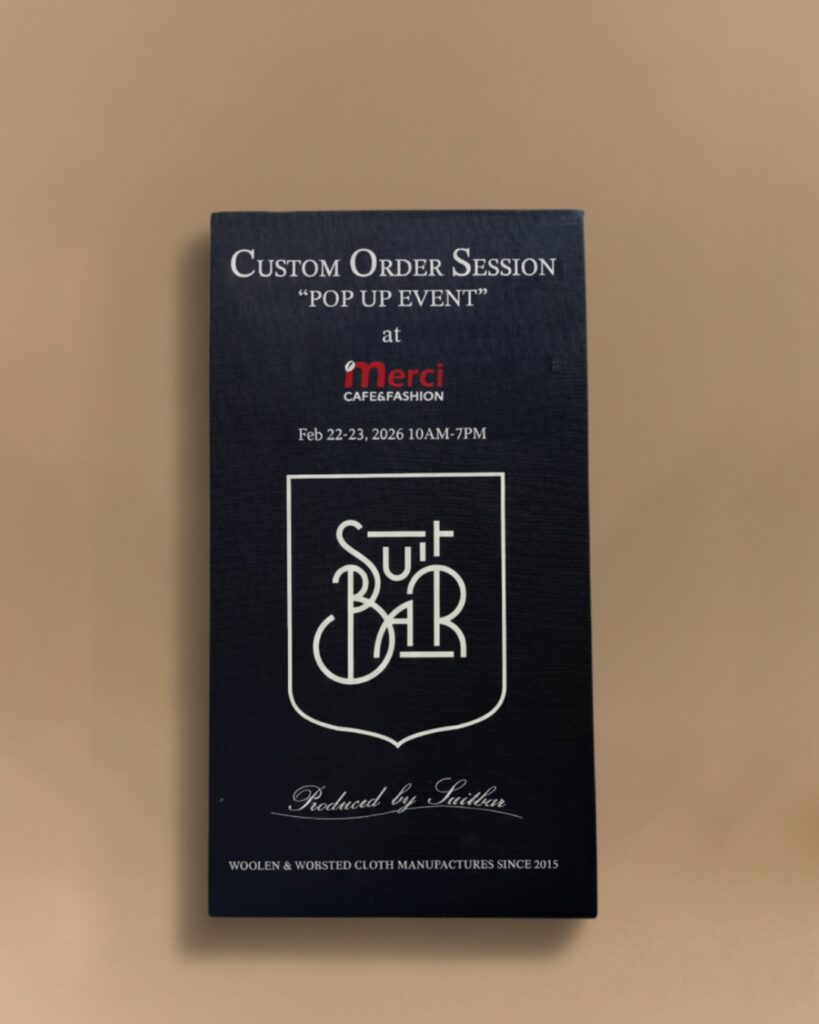 CUSTOM ORDER SESSION
“POP UP EVENT”
at
merci
CAFE&FASHION
Feb 22-23, 2026 10AM-7PM
Suit
BAR
Produced by Suitbar
WOOLEN & WORSTED CLOTH MANUFACTURES SINCE 2015